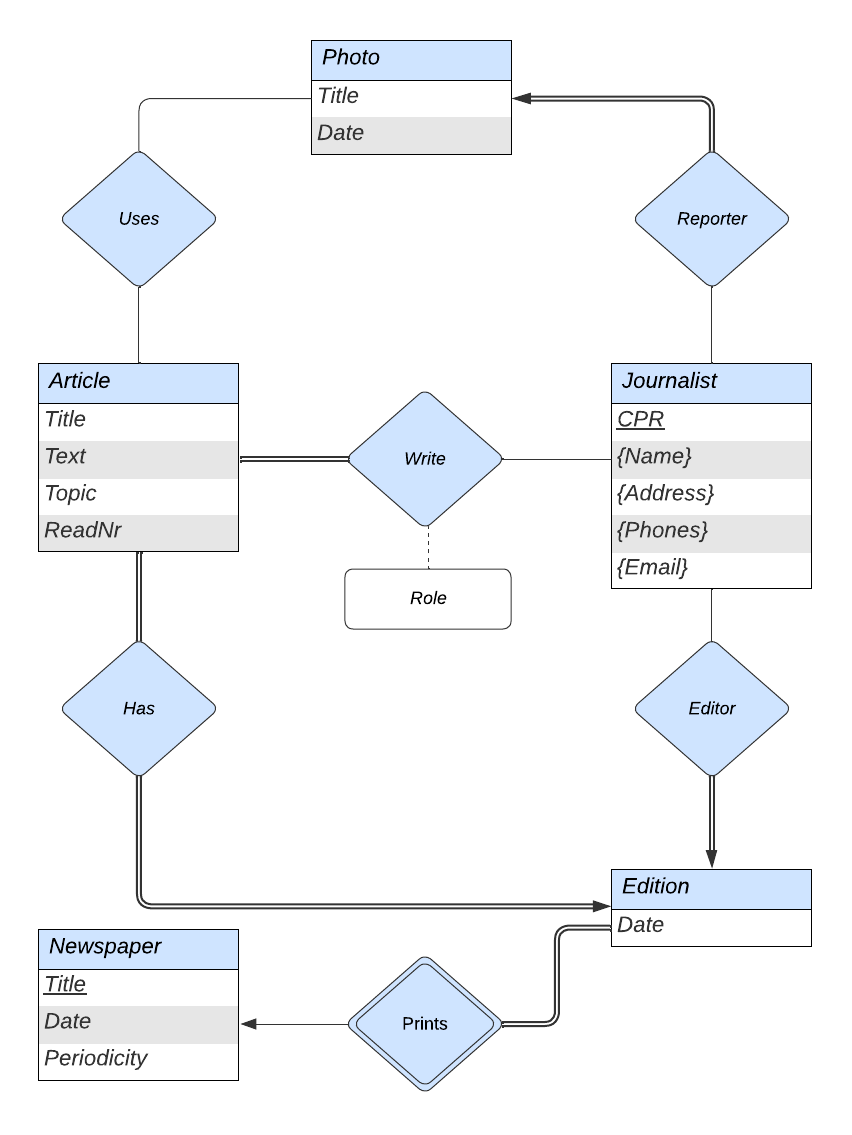 Photo
Title
Date
Uses
Reporter
Article
Title
Text
Topic
ReadNr
Write
Role
Journalist
CPR
{Name}
{Address}
{Phones}
{Email}
Has
Editor
Edition
Date
Newspaper
Title
Date
Periodicity
Prints